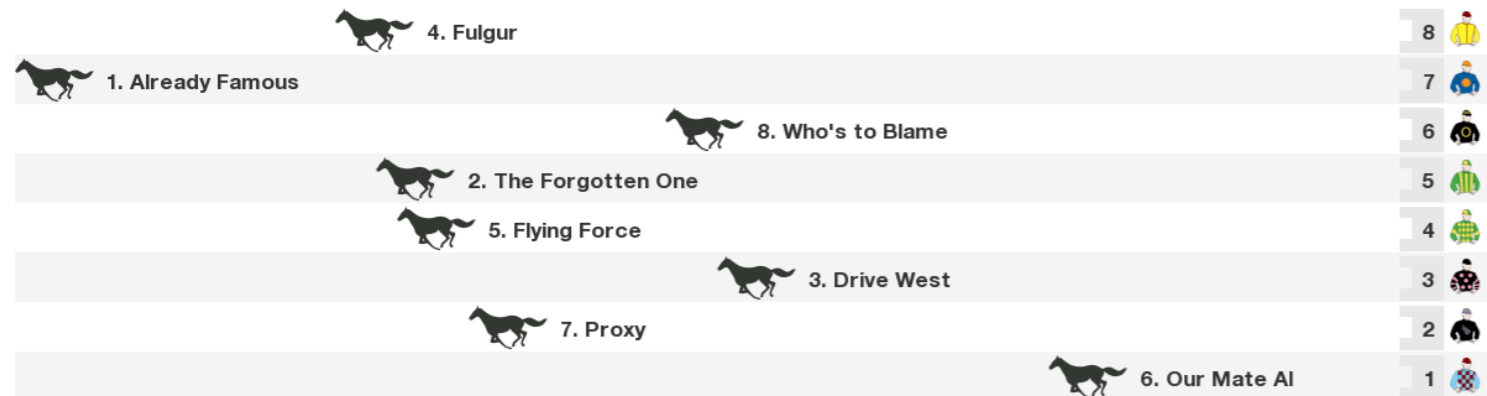 4. Fulgur 8
1. Already Famous 7
8. Who's to Blame 6
2. The Forgotten One 5
5. Flying Force 4
3. Drive West 3
7. Proxy 2
6. Our Mate Al 1